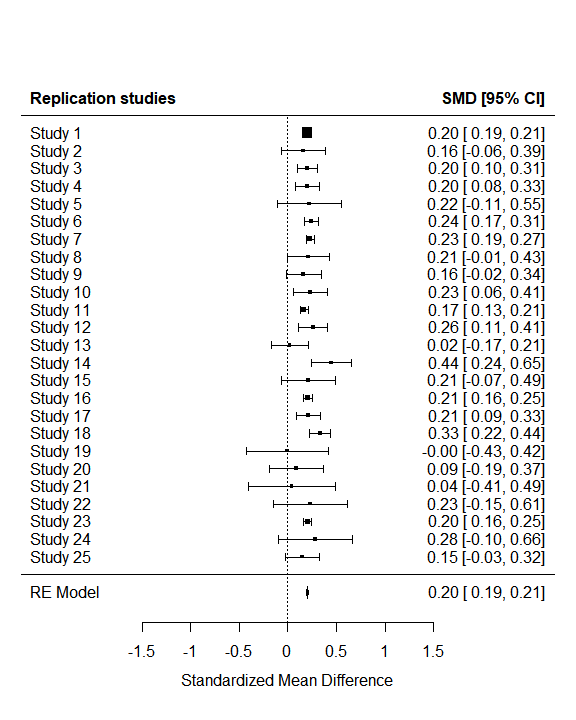 Replication studies SMD [95% CI]
Study 1 0.20 [ 0.19, 0.21]
Study 2 0.16 [-0.06, 0.39]
Study 3 0.20 [ 0.10, 0.31]
Study 4 0.20 [ 0.08, 0.33]
Study 5 0.22 [-0.11, 0.55]
Study 6 0.24 [ 0.17, 0.31]
Study 7 0.23 [ 0.19, 0.27]
Study 8 0.21 [-0.01, 0.43]
Study 9 0.16 [-0.02, 0.34]
Study 10 0.23 [ 0.06, 0.41]
Study 11 0.17 [ 0.13, 0.21]
Study 12 0.26 [ 0.11, 0.41]
Study 13 0.02 [-0.17, 0.21]
Study 14 0.44 [ 0.24, 0.65]
Study 15 0.21 [-0.07, 0.49]
Study 16 0.21 [ 0.16, 0.25]
Study 17 0.21 [ 0.09, 0.33]
Study 18 0.33 [ 0.22, 0.44]
Study 19 -0.00 [-0.43, 0.42]
Study 20 0.09 [-0.19, 0.37]
Study 21 0.04 [-0.41, 0.49]
Study 22 0.23 [-0.15, 0.61]
Study 23 0.20 [ 0.16, 0.25]
Study 24 0.28 [-0.10, 0.66]
Study 25 0.15 [-0.03, 0.32]
RE Model 0.20 [ 0.19, 0.21]
-1.5 -1 -0.5 0 0.5 1 1.5
Standardized Mean Difference